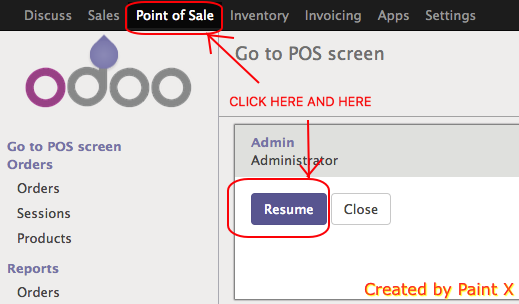 Discuss Sales Point of Sale Inventory Invoicing Apps Settings
odoo
Go to POS screen
CLICK HERE AND HERE
Go to POS screen
Orders
Orders
Sessions
Products
Reports
Orders
Admin
Administrator
Resume Close
Created by Paint X